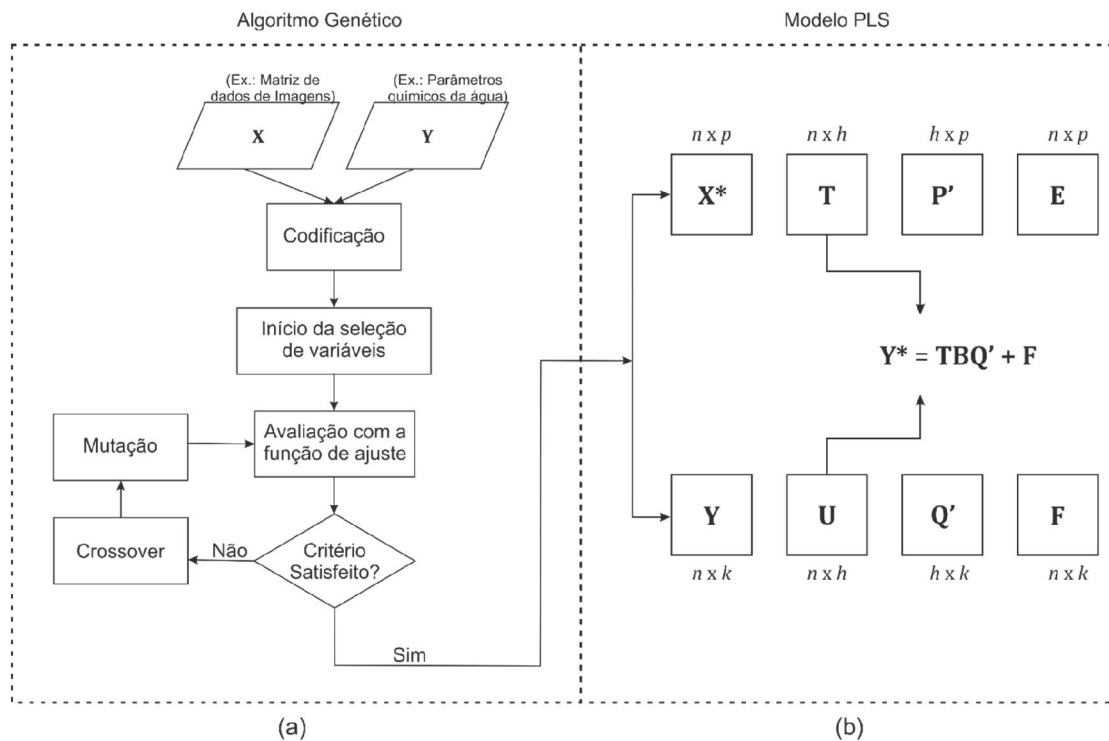 Algoritmo Genético
(Ex.: Matriz de
dados de Imagens)
X
(Ex.: Parâmetros
químicos da água)
Y
Codificação
Início da seleção
de variáveis
Avaliação com a
função de ajuste
Mutação
Crossover
Não
Critério
Satisfeito?
Sim
(a)
Modelo PLS
n x p
n x h
h x p
n x p
X*
T
P'
E
Y* = TBQ' + F
Y
U
Q'
F
n x k
n x h
h x k
n x k
(b)